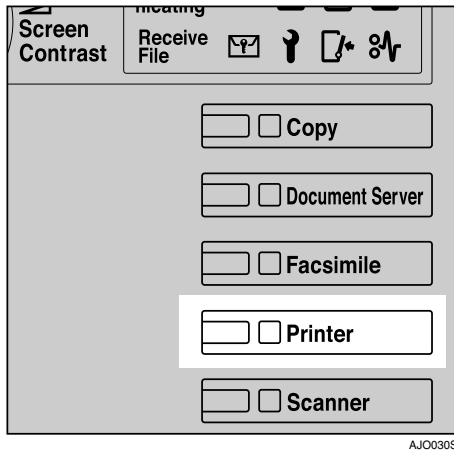 Screen
Contrast
Receive
File
Copy
Document Server
Facsimile
Printer
Scanner
AJO030S